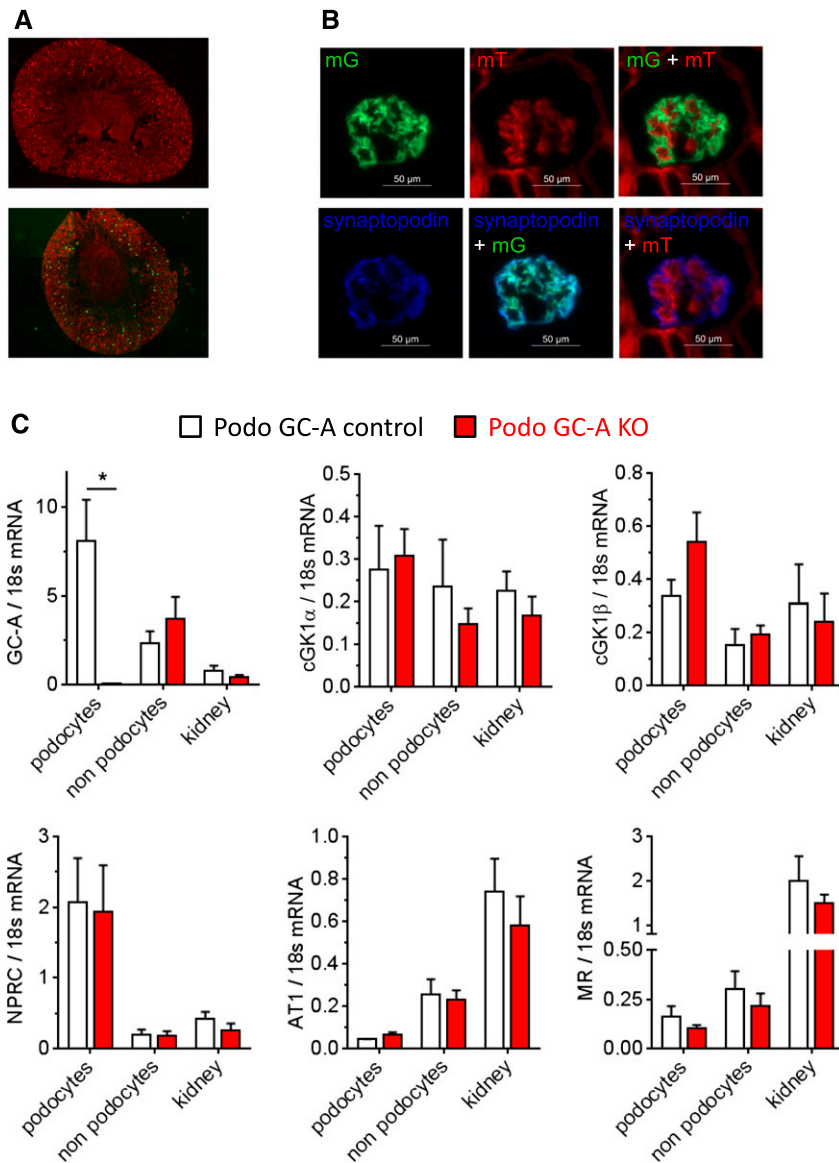 A
B
mG
mT
mG + mT
50 µm
50 µm
50 µm
synaptopodin
synaptopodin
+ mG
synaptopodin
+ mT
50 µm
50 µm
50 µm
C
Podo GC-A control
Podo GC-A KO
GC-A / 18s mRNA
10
5
0
*
podocytes
non podocytes
kidney
cGK1α / 18s mRNA
0.5
0.4
0.3
0.2
0.1
0.0
podocytes
non podocytes
kidney
cGK1β / 18s mRNA
0.8
0.6
0.4
0.2
0.0
podocytes
non podocytes
kidney
NPRC / 18s mRNA
3
2
1
0
podocytes
non podocytes
kidney
AT1 / 18s mRNA
1.0
0.8
0.6
0.4
0.2
0.0
podocytes
non podocytes
kidney
MR / 18s mRNA
3
2
1
0.50
0.25
0.00
podocytes
non podocytes
kidney